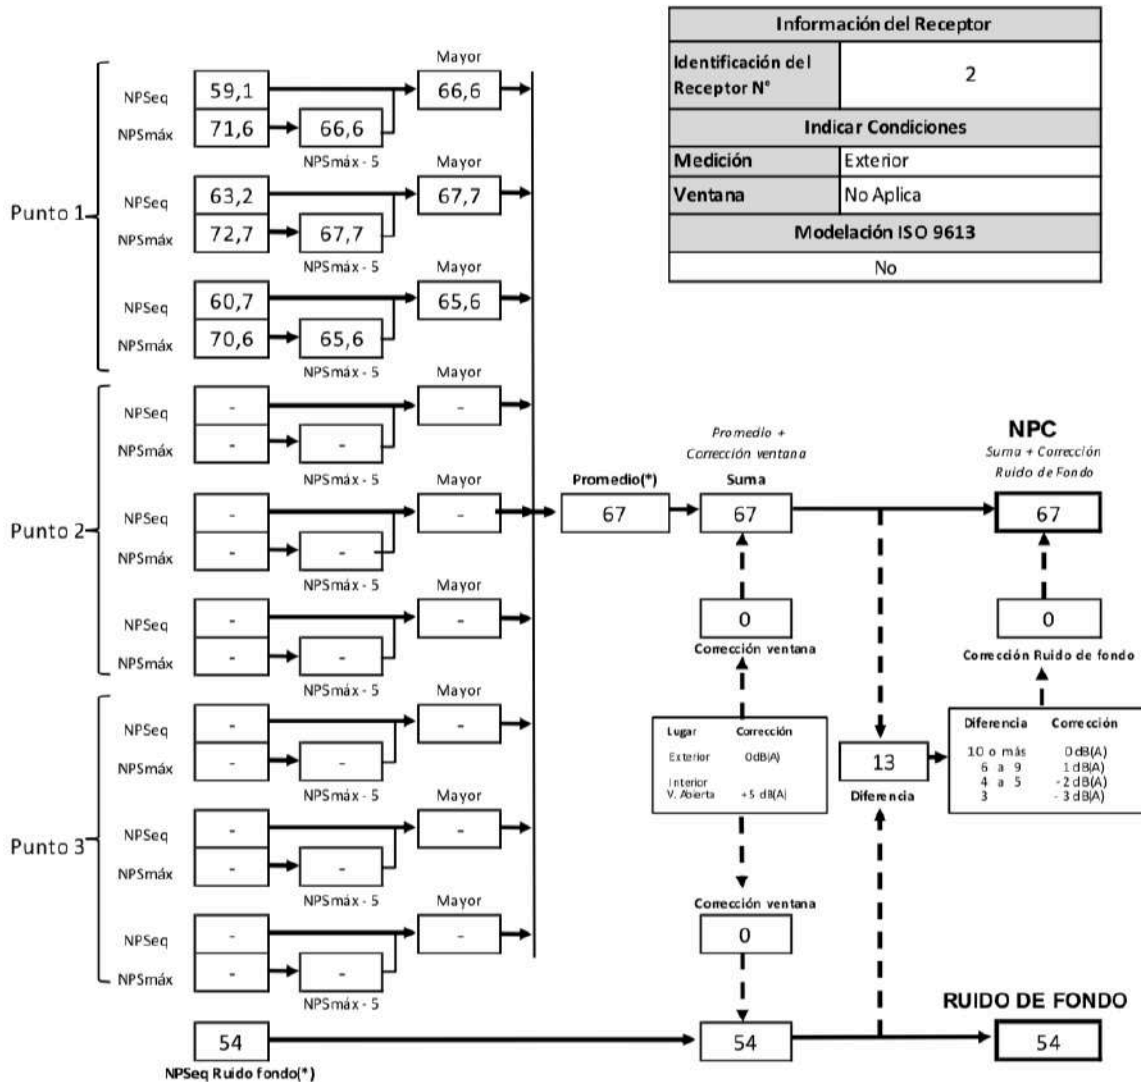 Información del Receptor
Identificación del Receptor N° 2
Indicar Condiciones
Medición Exterior
Ventana No Aplica
Modelación ISO 9613
No
Punto 1
Mayor
NPSeq 59,1 66,6
NPSmáx 71,6 66,6
NPSmáx - 5
Mayor
NPSeq 63,2 67,7
NPSmáx 72,7 67,7
NPSmáx - 5
Mayor
NPSeq 60,7 65,6
NPSmáx 70,6 65,6
NPSmáx - 5
Punto 2
Mayor
NPSeq - -
NPSmáx - -
NPSmáx - 5
Mayor
NPSeq - -
NPSmáx - -
NPSmáx - 5
Mayor
NPSeq - -
NPSmáx - -
NPSmáx - 5
Punto 3
Mayor
NPSeq - -
NPSmáx - -
NPSmáx - 5
Mayor
NPSeq - -
NPSmáx - -
NPSmáx - 5
Mayor
NPSeq - -
NPSmáx - -
NPSmáx - 5
54
NPSeq Ruido fondo(*)
Promedio(*)
67
Promedio +
Corrección ventana
Suma
67
0
Corrección ventana
Lugar Corrección
Exterior 0dB(A)
Interior
V. Abierta +5 dB(A)
Corrección ventana
0
54
NPC
Suma + Corrección
Ruido de Fondo
67
0
Corrección Ruido de fondo
Diferencia Corrección
10 o más 0dB(A)
6 a 9 1dB(A)
4 a 5 -2dB(A)
3 -3dB(A)
13
Diferencia
RUIDO DE FONDO
54